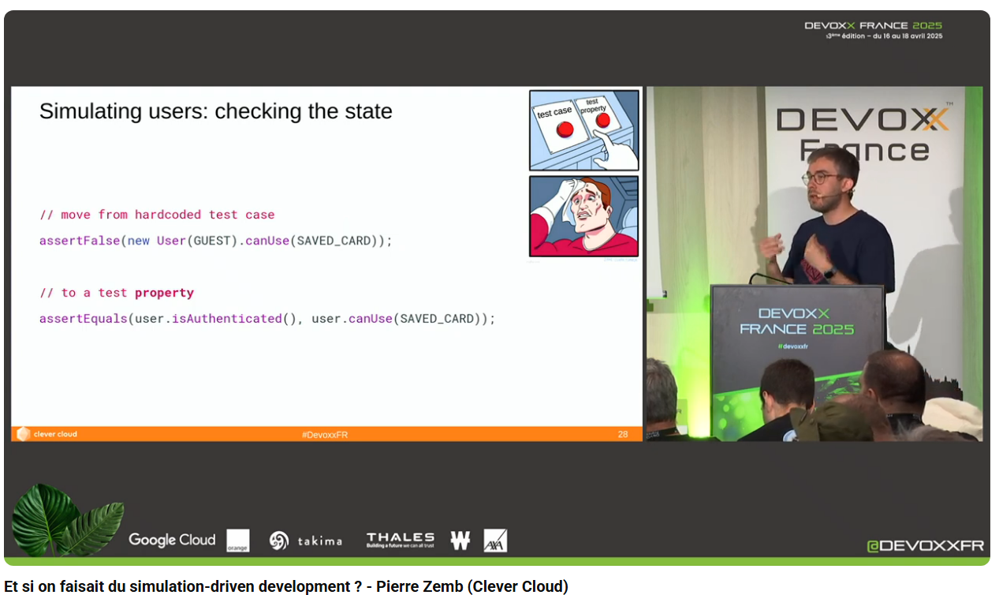 DEVOXX FRANCE 2025
13ème édition – du 16 au 18 avril 2025
Simulating users: checking the state
test case
test
property
// move from hardcoded test case
assertFalse(new User(GUEST).canUse(SAVED_CARD));
// to a test property
assertEquals(user.isAuthenticated(), user.canUse(SAVED_CARD));
clever cloud
#DevoxxFR
28
DEVOXX™
France
DEVOXX
FRANCE 2025
#devoxxfr
Google Cloud
orange
takima
THALES
Building a future we can all trust
W
AXA
@DEVOXXFR
Et si on faisait du simulation-driven development ? - Pierre Zemb (Clever Cloud)